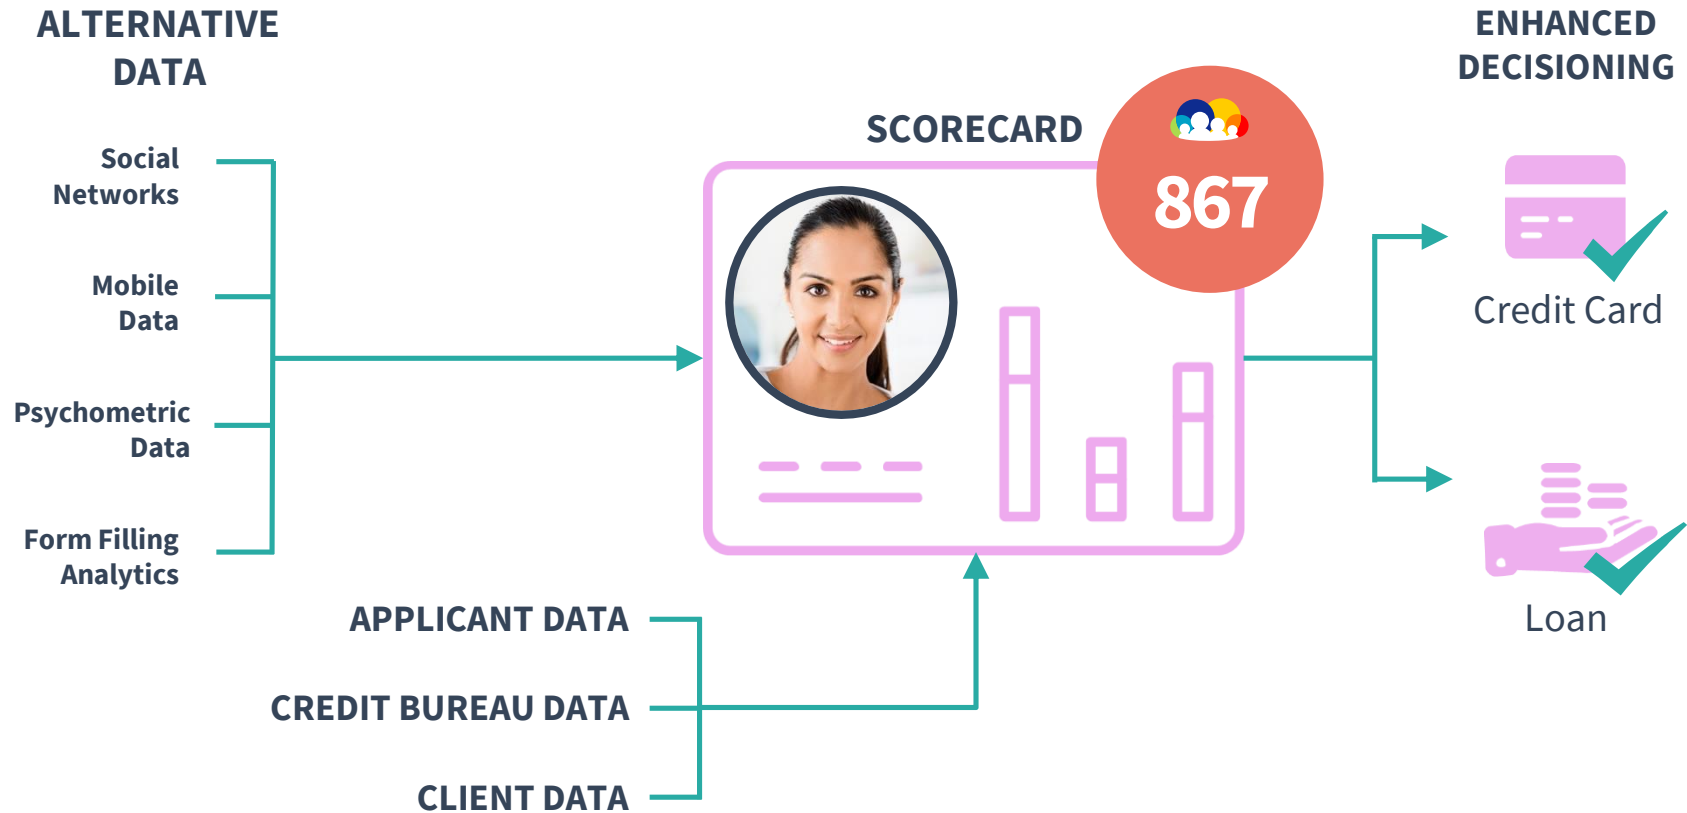 ALTERNATIVE
DATA
Social
Networks
Mobile
Data
Psychometric
Data
Form Filling
Analytics
APPLICANT DATA
CREDIT BUREAU DATA
CLIENT DATA
SCORECARD
867
ENHANCED
DECISIONING
Credit Card
Loan